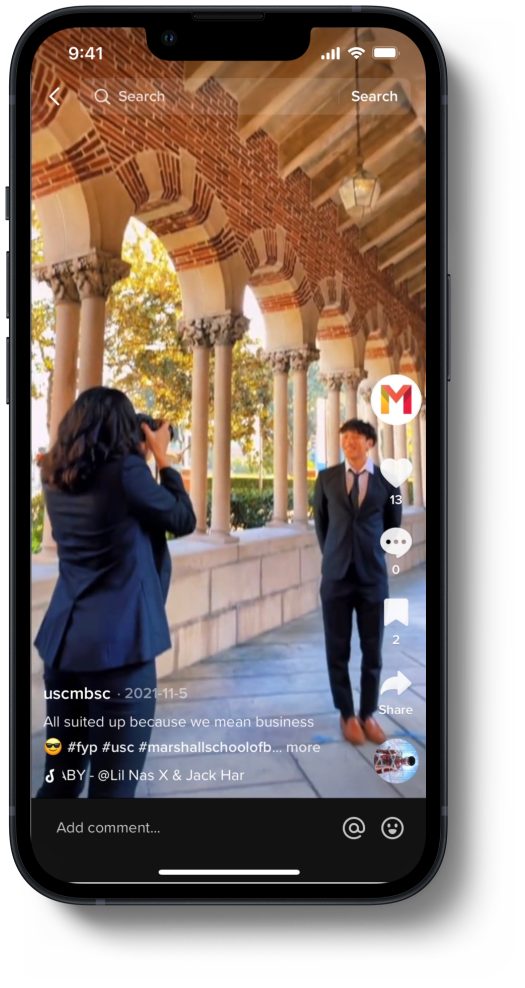 9:41
Search
Search
13
0
2
Share
uscmbsc · 2021-11-5
All suited up because we mean business
😎 #fyp #usc #marshallschoolofb... more
ABY - @Lil Nas X & Jack Har
Add comment...